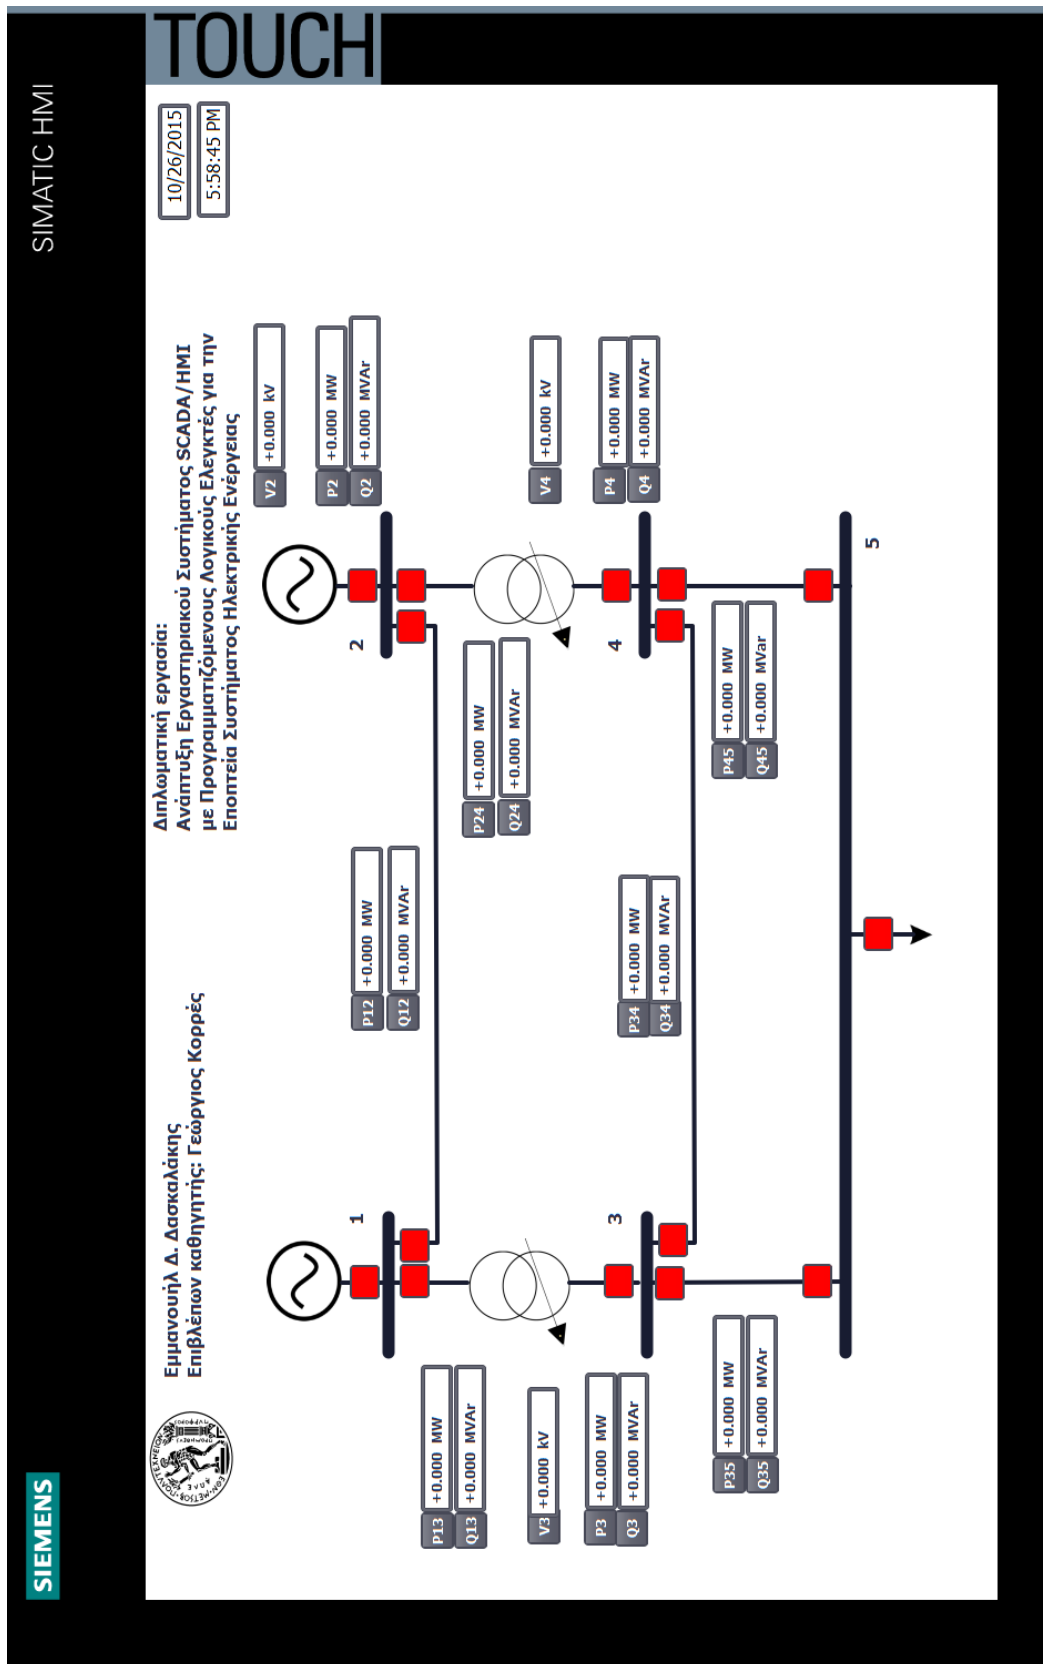 SIEMENS
SIMATIC HMI
TOUCH
10/26/2015
5:58:45 PM
Εμμανουήλ Δ. Δασκαλάκης
Επιβλέπων καθηγητής: Γεώργιος Κορρές
Διπλωματική εργασία:
Ανάπτυξη Εργαστηριακού Συστήματος SCADA/HMI
με Προγραμματιζόμενους Λογικούς Ελεγκτές για την
Εποπτεία Συστήματος Ηλεκτρικής Ενέργειας
V2 +0.000 kV
P2 +0.000 MW
Q2 +0.000 MVAr
1
2
P12 +0.000 MW
Q12 +0.000 MVAr
P13 +0.000 MW
Q13 +0.000 MVAr
P24 +0.000 MW
Q24 +0.000 MVAr
V3 +0.000 kV
V4 +0.000 kV
P3 +0.000 MW
Q3 +0.000 MVAr
3
4
P4 +0.000 MW
Q4 +0.000 MVAr
P34 +0.000 MW
Q34 +0.000 MVAr
P35 +0.000 MW
Q35 +0.000 MVAr
P45 +0.000 MW
Q45 +0.000 MVar
5